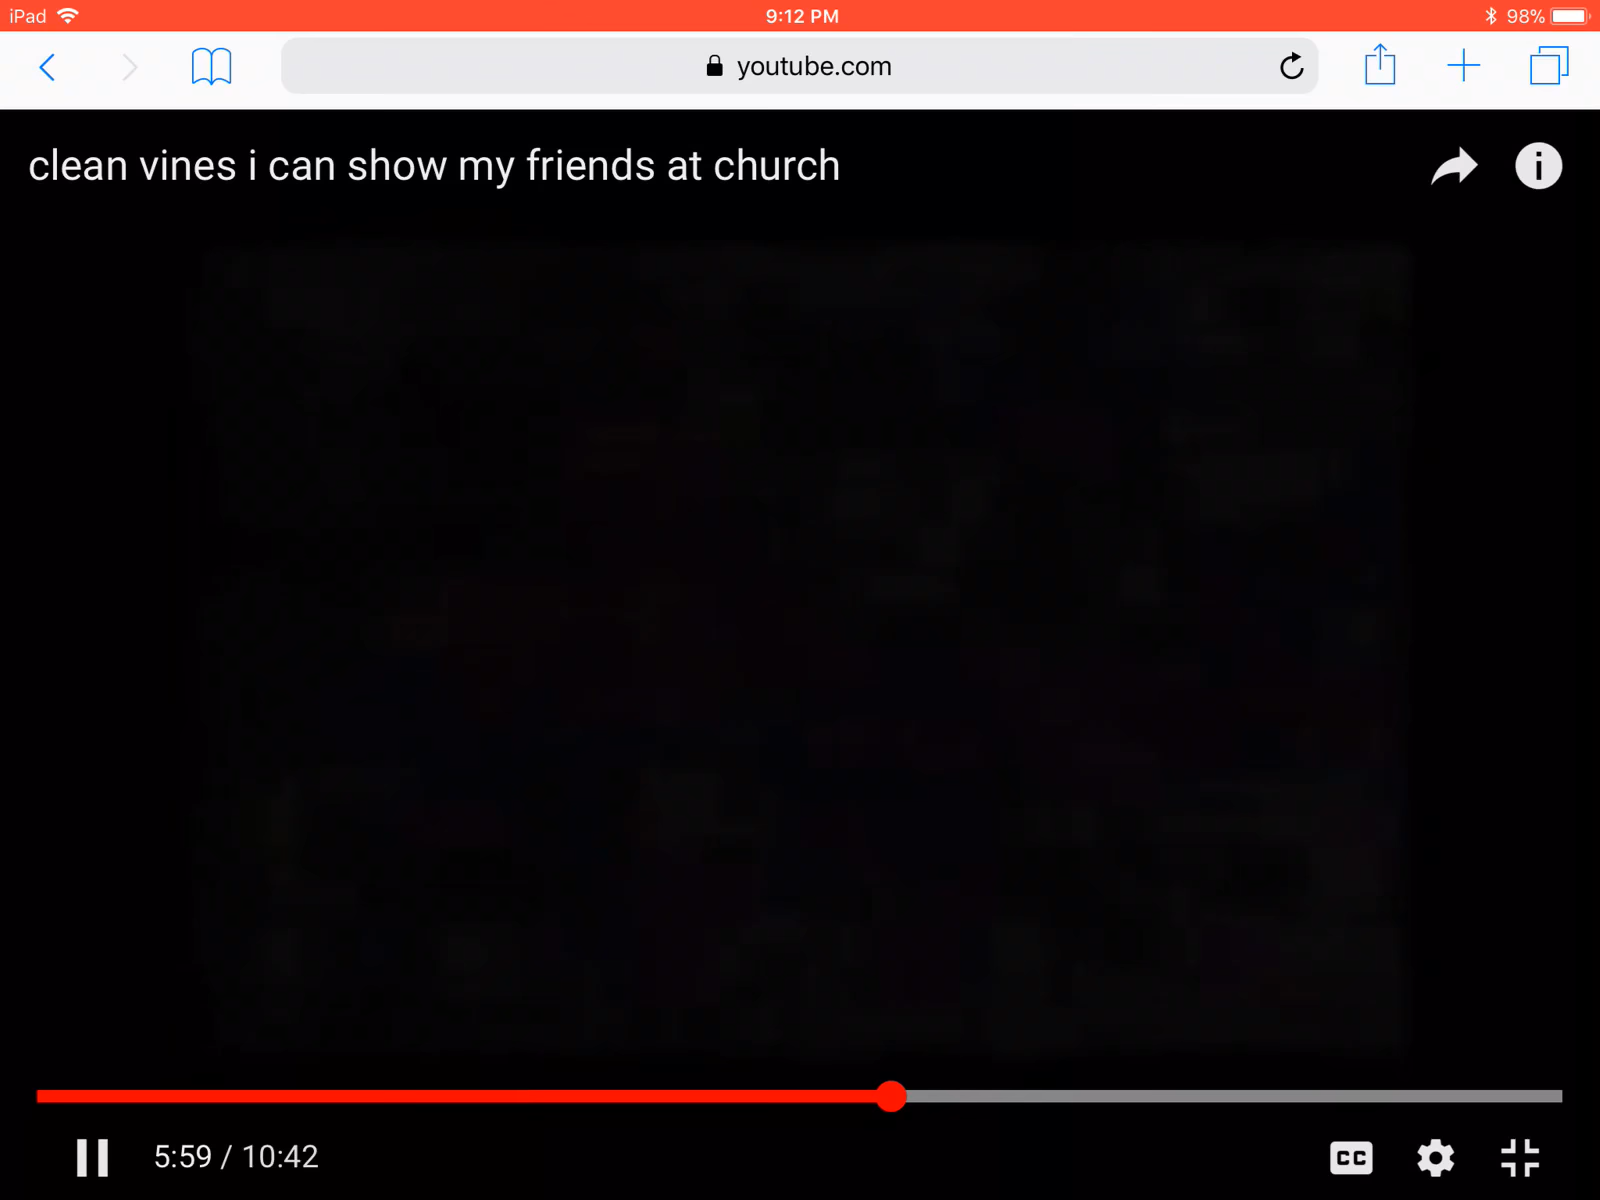 iPad 9:12 PM 98%
youtube.com
clean vines i can show my friends at church
i
5:59 / 10:42
CC